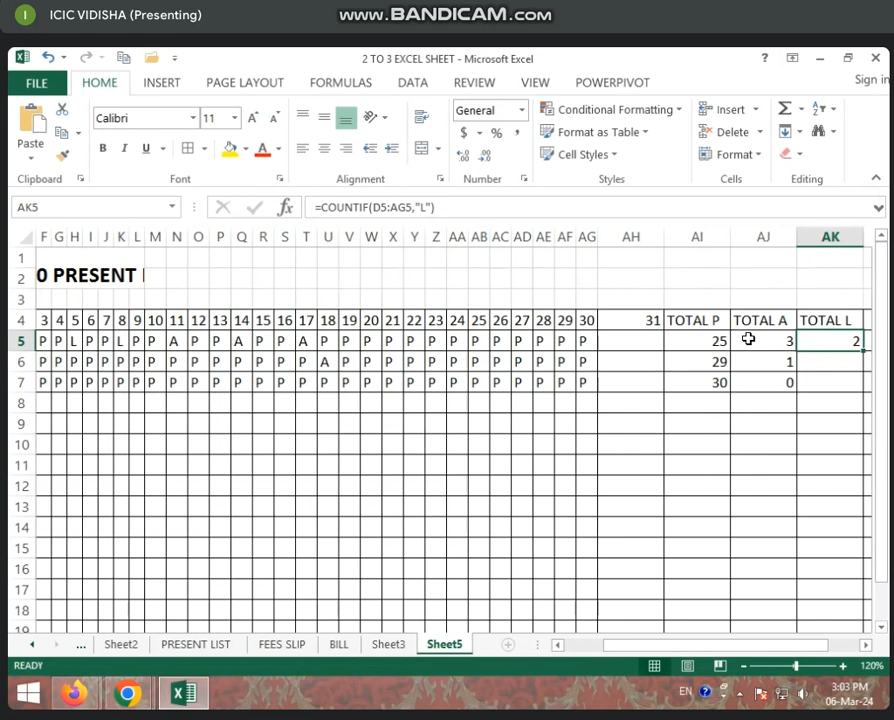 I ICIC VIDISHA (Presenting)
www.BANDICAM.com
2 TO 3 EXCEL SHEET - Microsoft Excel
?
FILE HOME INSERT PAGE LAYOUT FORMULAS DATA REVIEW VIEW POWERPIVOT Sign in
Paste
Calibri 11
B I U
General
$ % ,
Conditional Formatting
Format as Table
Cell Styles
Insert
Delete
Format
Clipboard Font Alignment Number Styles Cells Editing
AK5 fx =COUNTIF(D5:AG5,"L")
F G H I J K L M N O P Q R S T U V W X Y Z AA AB AC AD AE AF AG AH AI AJ AK
1
2 0 PRESENT
3
4 3 4 5 6 7 8 9 10 11 12 13 14 15 16 17 18 19 20 21 22 23 24 25 26 27 28 29 30 31 TOTAL P TOTAL A TOTAL L
5 P P L P P L P P A P P A P P A P P P P P P P P P P P P P 25 3 2
6 P P P P P P P P P P P P P P P A P P P P P P P P P P P P 29 1
7 P P P P P P P P P P P P P P P P P P P P P P P P P P P P 30 0
8
9
10
11
12
13
14
15
16
17
18
19
... Sheet2 PRESENT LIST FEES SLIP BILL Sheet3 Sheet5
READY 120%
EN ? 3:03 PM
06-Mar-24